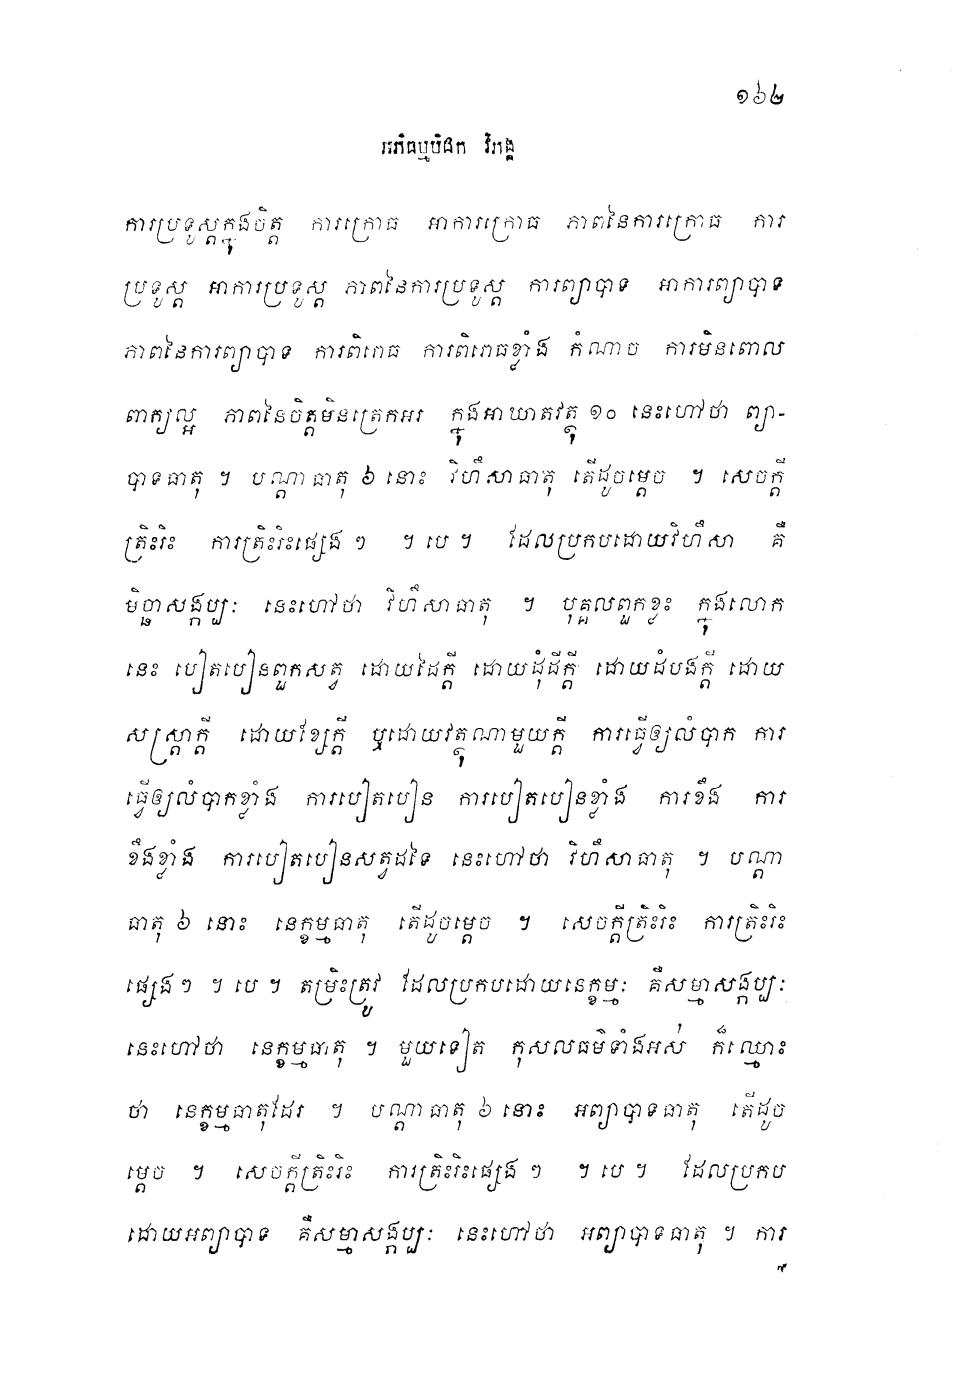 ១៦២
អភិធម្មបិដក វិភង្គ
ការប្រទូស្តក្នុងចិត្ត ការក្រោធ អាការក្រោធ ភាពនៃការក្រោធ ការ
ប្រទូស្ត អាការប្រទូស្ត ភាពនៃការប្រទូស្ត ការព្យាបាទ អាការព្យាបាទ
ភាពនៃការព្យាបាទ ការពិរោធ ការពិរោធខ្លាំង កំណាច ការមិនពោល
ពាក្យល្អ ភាពនៃចិត្តមិនត្រេកអរ ក្នុងអាឃាតវត្ថុ ១០ នេះហៅថា ព្យា-
បាទធាតុ ។ បណ្តាធាតុ ៦ នោះ វិហឹសាធាតុ តើដូចម្តេច ។ សេចក្តី
ត្រិះរិះ ការត្រិះរិះផ្សេងៗ ។ បេ ។ ដែលប្រកបដោយវិហឹសា គឺ
មិច្ឆាសង្កប្បៈ នេះហៅថា វិហឹសាធាតុ ។ បុគ្គលពួកខ្លះ ក្នុងលោក
នេះ បៀតបៀនពួកសត្វ ដោយដៃក្តី ដោយដុំដីក្តី ដោយដំបងក្តី ដោយ
សស្ត្រាក្តី ដោយខ្សែក្តី ឬដោយវត្ថុណាមួយក្តី ការធ្វើឲ្យលំបាក ការ
ធ្វើឲ្យលំបាកខ្លាំង ការបៀតបៀន ការបៀតបៀនខ្លាំង ការខឹង ការ
ខឹងខ្លាំង ការបៀតបៀនសត្វដទៃ នេះហៅថា វិហឹសាធាតុ ។ បណ្តា
ធាតុ ៦ នោះ នេក្ខម្មធាតុ តើដូចម្តេច ។ សេចក្តីត្រិះរិះ ការត្រិះរិះ
ផ្សេងៗ ។ បេ ។ តម្រិះត្រូវ ដែលប្រកបដោយនេក្ខម្មៈ គឺសម្មាសង្កប្បៈ
នេះហៅថា នេក្ខម្មធាតុ ។ មួយទៀត កុសលធម៌ទាំងអស់ ក៏ឈ្មោះ
ថា នេក្ខម្មធាតុដែរ ។ បណ្តាធាតុ ៦ នោះ អព្យាបាទធាតុ តើដូច
ម្តេច ។ សេចក្តីត្រិះរិះ ការត្រិះរិះផ្សេងៗ ។ បេ ។ ដែលប្រកប
ដោយអព្យាបាទ គឺសម្មាសង្កប្បៈ នេះហៅថា អព្យាបាទធាតុ ។ ការ